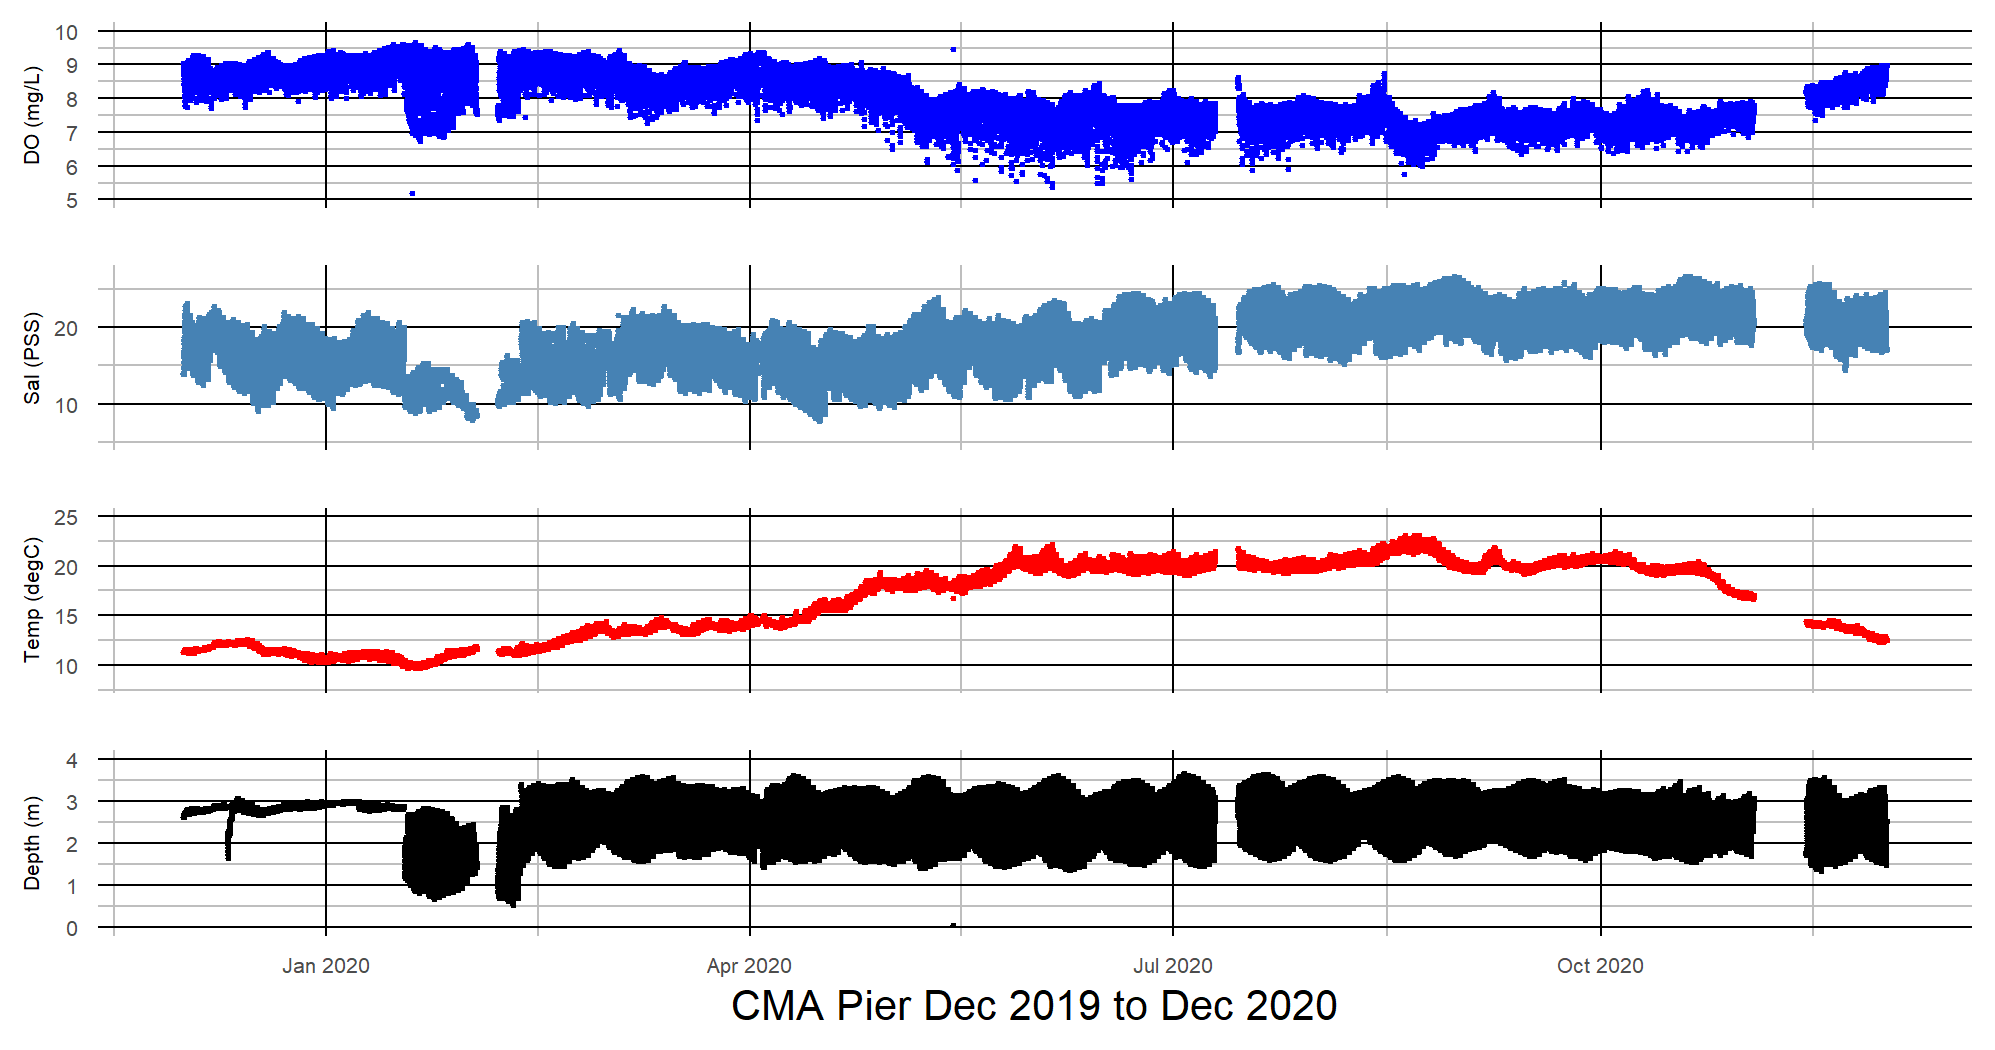 DO (mg/L)
10
9
8
7
6
5
Sal (PSS)
20
10
Temp (degC)
25
20
15
10
Depth (m)
4
3
2
1
0
Jan 2020 Apr 2020 Jul 2020 Oct 2020
CMA Pier Dec 2019 to Dec 2020